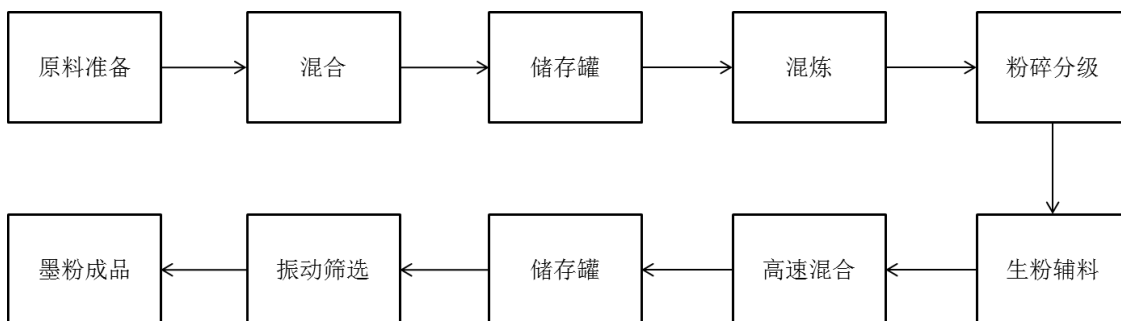 原料准备
混合
储存罐
混炼
粉碎分级
生粉辅料
高速混合
储存罐
振动筛选
墨粉成品